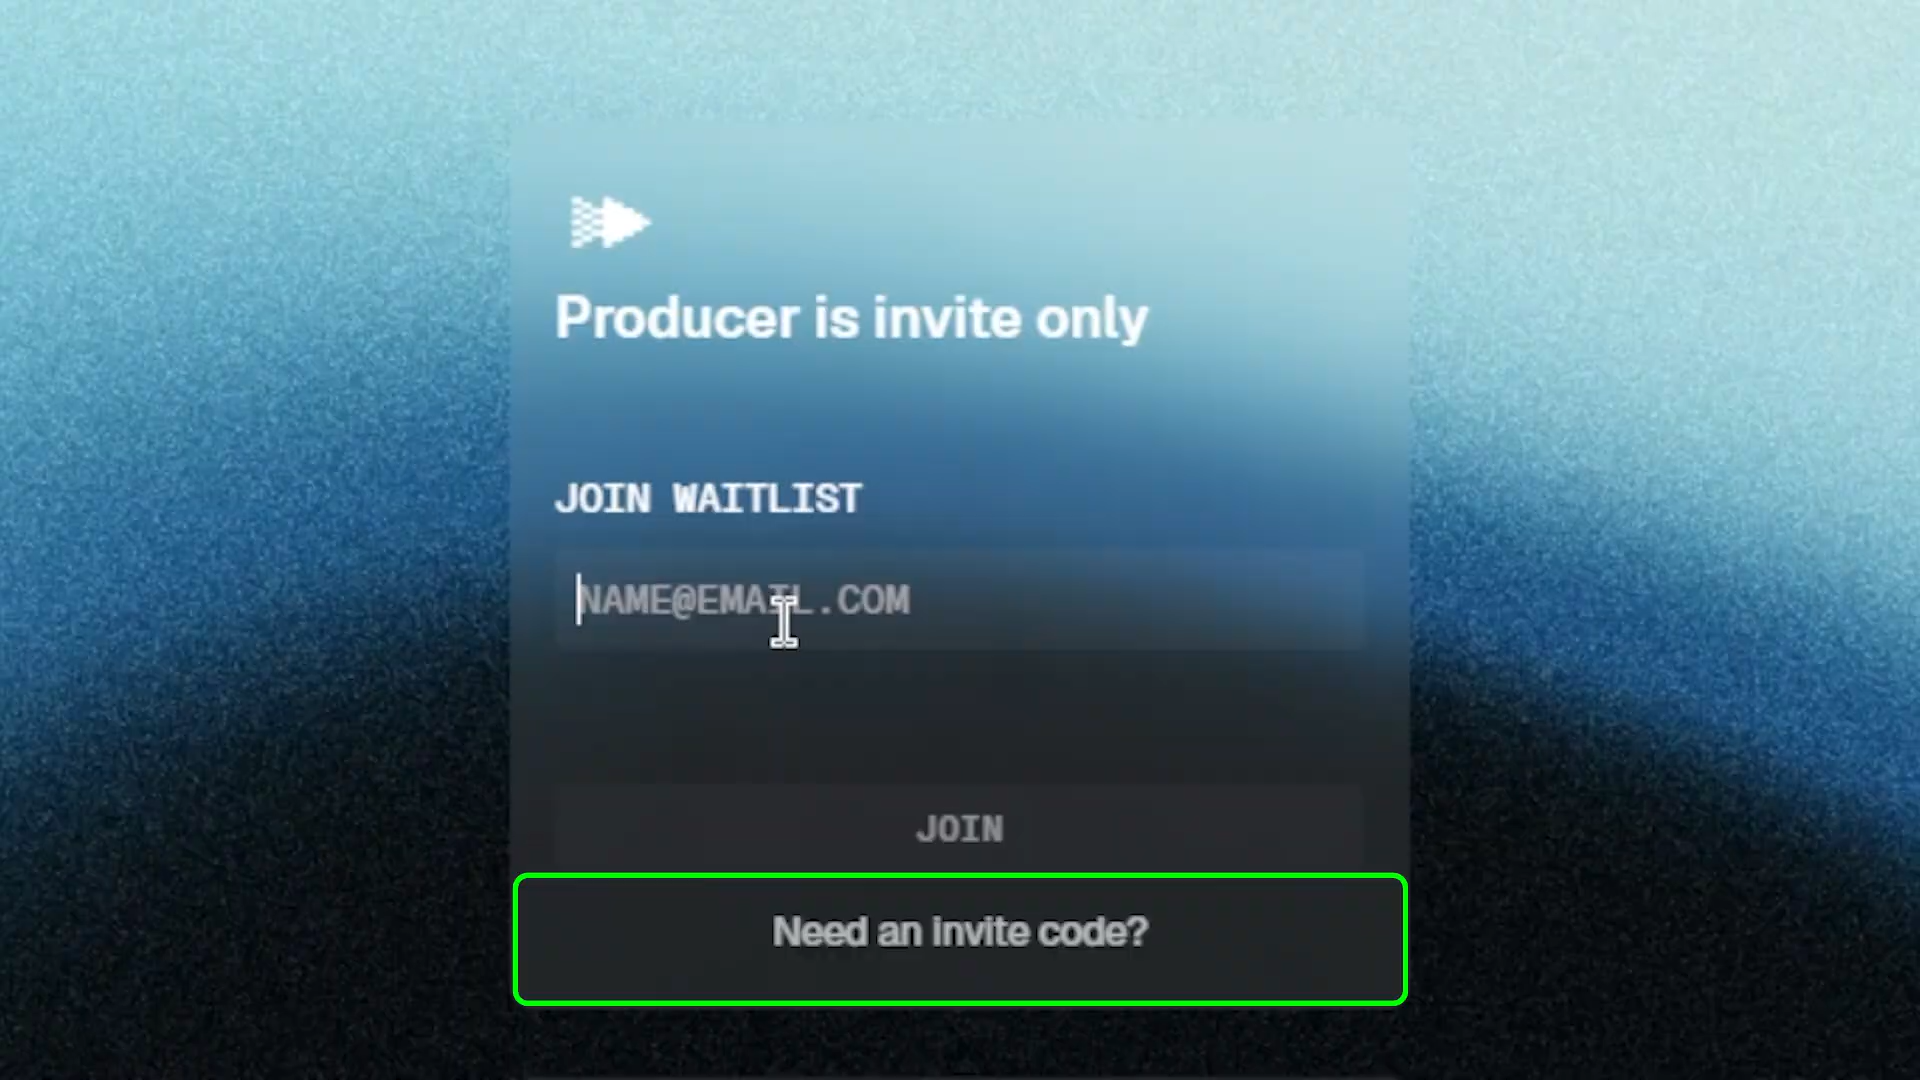 Producer is invite only
JOIN WAITLIST
NAME@EMAIL.COM
JOIN
Need an invite code?